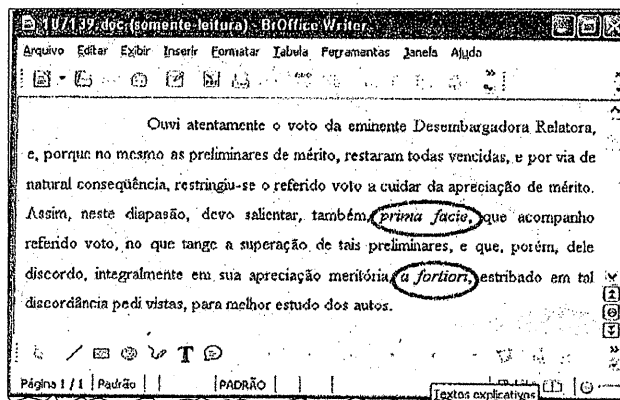 107139.doc (somente-leitura) - BrOffice Writer
Arquivo Editar Exibir Inserir Formatar Tabela Ferramentas Janela Ajuda
Ouvi atentamente o voto da eminente Desembargadora Relatora,
e, porque no mesmo as preliminares de mérito, restaram todas vencidas, e por via de
natural conseqüência, restringiu-se o referido voto a cuidar da apreciação de mérito.
Assim, neste diapasão, devo salientar, também, prima facie, que acompanho
referido voto, no que tange a superação de tais preliminares, e que, porém, dele
discordo, integralmente em sua apreciação meritória, a fortiori, estribado em tal
discordância pedi vistas, para melhor estudo dos autos.
T
Página 1 / 1 Padrão PADRÃO
Textos explicativos